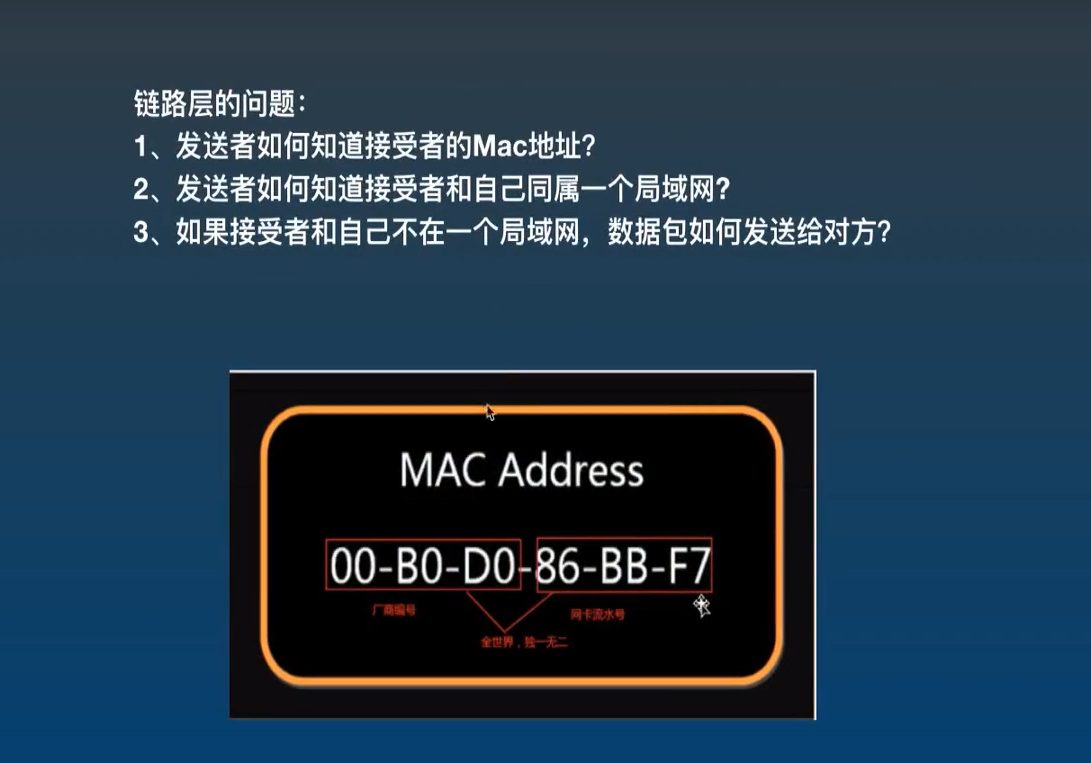 链路层的问题：
1、发送者如何知道接受者的Mac地址？
2、发送者如何知道接受者和自己同属一个局域网？
3、如果接受者和自己不在一个局域网，数据包如何发送给对方？
MAC Address
00-B0-D0-86-BB-F7
厂商编号
网卡流水号
全世界，独一无二